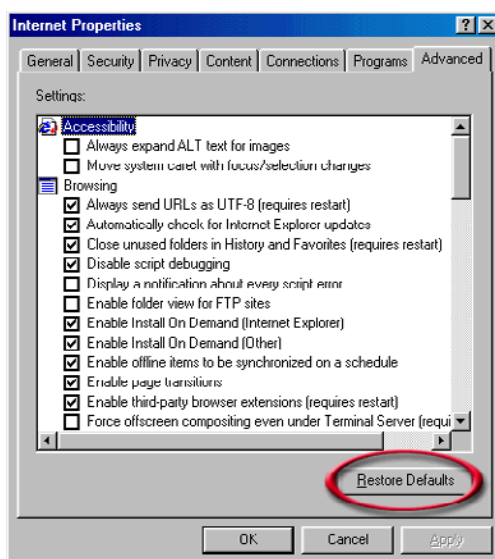 Internet Properties
General Security Privacy Content Connections Programs Advanced
Settings:
Accessibility
Always expand ALT text for images
Move system caret with focus/selection changes
Browsing
Always send URLs as UTF-8 (requires restart)
Automatically check for Internet Explorer updates
Close unused folders in History and Favorites (requires restart)
Disable script debugging
Display a notification about every script error
Enable folder view for FTP sites
Enable Install On Demand (Internet Explorer)
Enable Install On Demand (Other)
Enable offline items to be synchronized on a schedule
Enable page transitions
Enable third-party browser extensions (requires restart)
Force offscreen compositing even under Terminal Server (requi
Restore Defaults
OK Cancel Apply